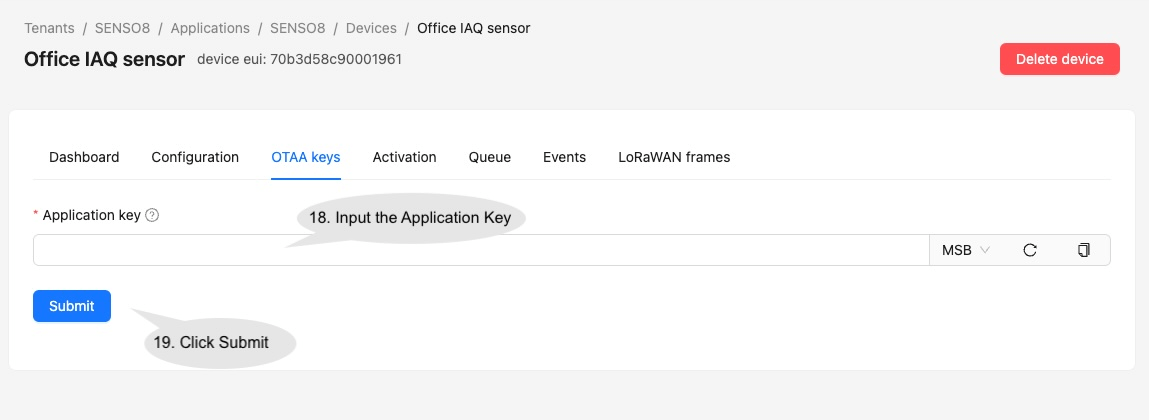 Tenants / SENSO8 / Applications / SENSO8 / Devices / Office IAQ sensor
Office IAQ sensor device eui: 70b3d58c90001961
Delete device
Dashboard Configuration OTAA keys Activation Queue Events LoRaWAN frames
* Application key
18. Input the Application Key
MSB
Submit
19. Click Submit